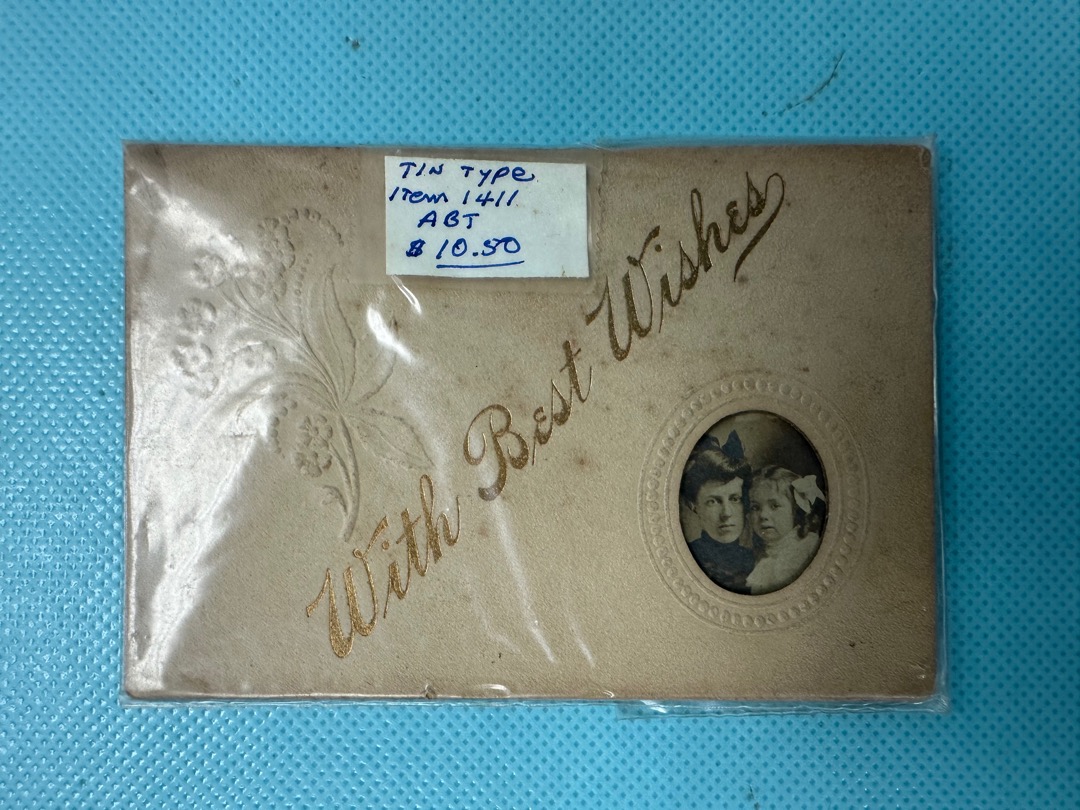 TIN TYPE
ITem 1411
ABT
$ 10.50
With Best Wishes